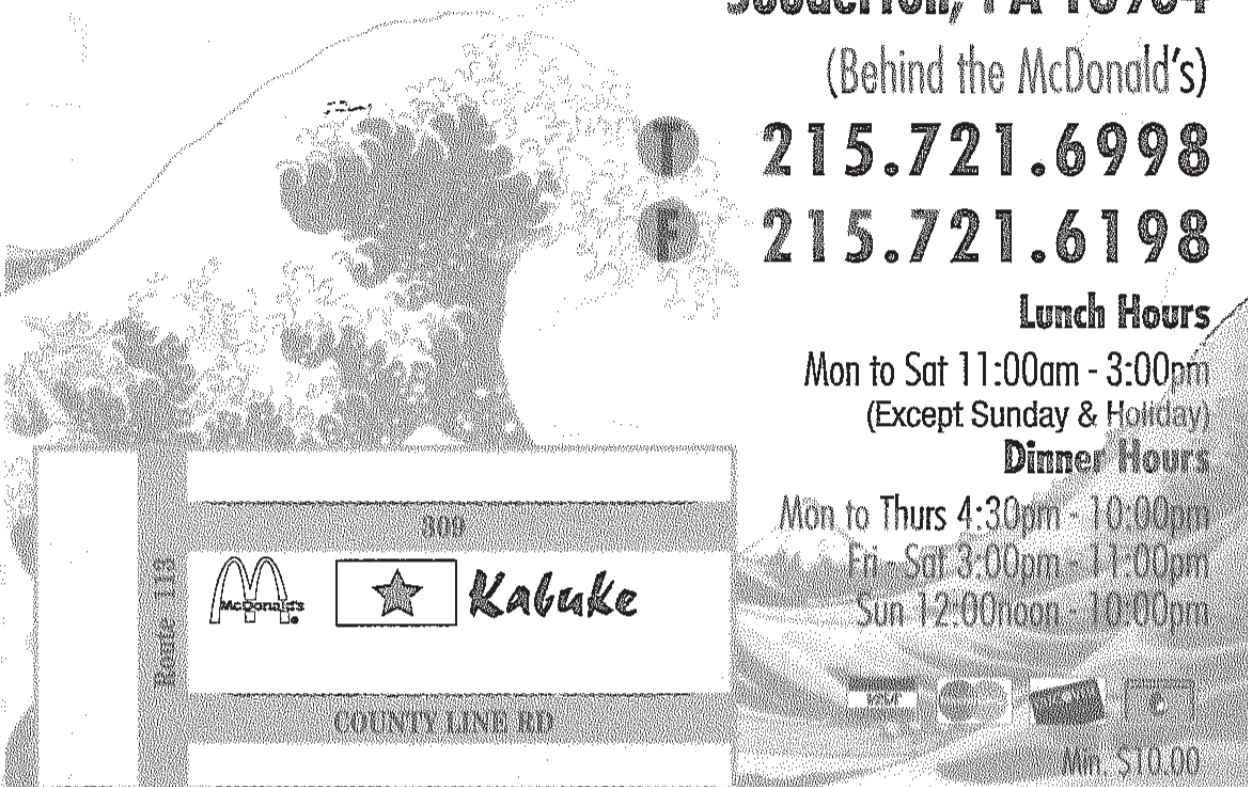 (Behind the McDonald's)
T 215.721.6998
F 215.721.6198
Lunch Hours
Mon to Sat 11:00am - 3:00pm
(Except Sunday & Holiday)
Dinner Hours
Mon to Thurs 4:30pm - 10:00pm
Fri - Sat 3:00pm - 11:00pm
Sun 12:00noon - 10:00pm
309
Route 113
McDonald's
Kabuke
COUNTY LINE RD
VISA
Min. $10.00